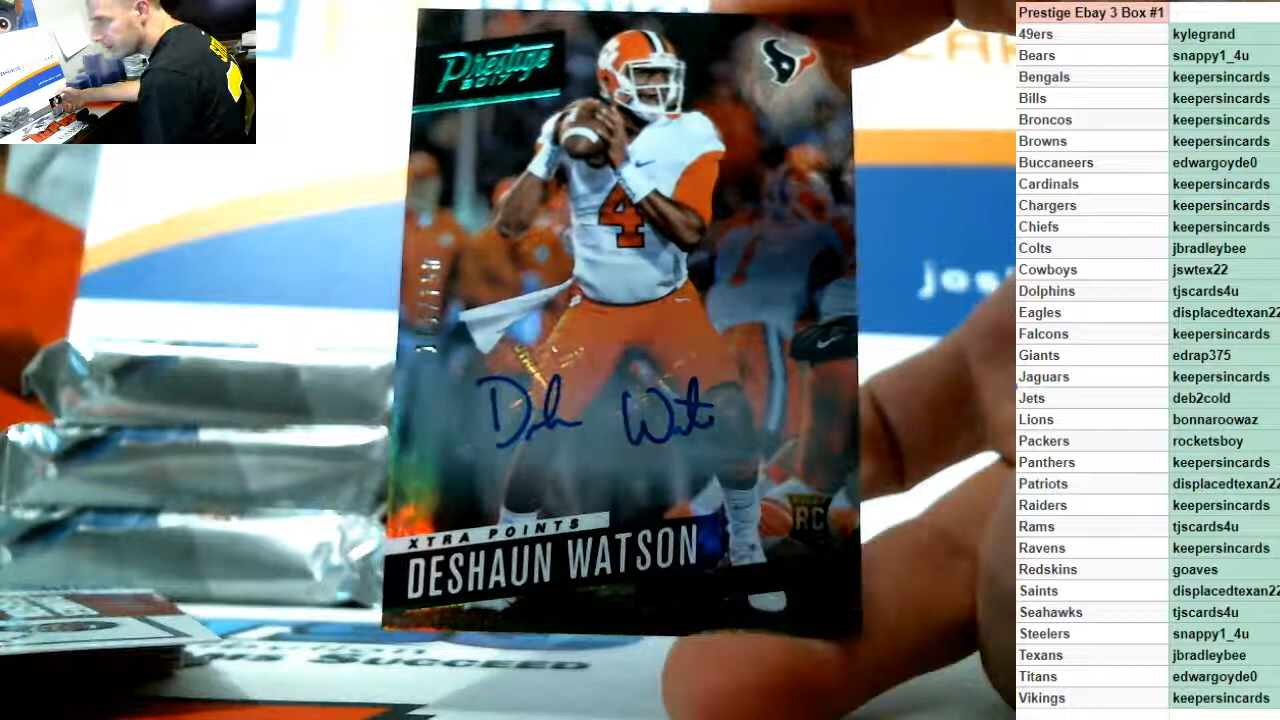 Prestige
2017
4
Desh Wats
XTRA POINTS
DESHAUN WATSON
RC
SUCCEED
Prestige Ebay 3 Box #1
49ers kylegrand
Bears snappy1_4u
Bengals keepersincards
Bills keepersincards
Broncos keepersincards
Browns keepersincards
Buccaneers edwargoyde0
Cardinals keepersincards
Chargers keepersincards
Chiefs keepersincards
Colts jbradleybee
Cowboys jswtex22
Dolphins tjscards4u
Eagles displacedtexan22
Falcons keepersincards
Giants edrap375
Jaguars keepersincards
Jets deb2cold
Lions bonnaroowaz
Packers rocketsboy
Panthers keepersincards
Patriots displacedtexan22
Raiders keepersincards
Rams tjscards4u
Ravens keepersincards
Redskins goaves
Saints displacedtexan22
Seahawks tjscards4u
Steelers snappy1_4u
Texans jbradleybee
Titans edwargoyde0
Vikings keepersincards